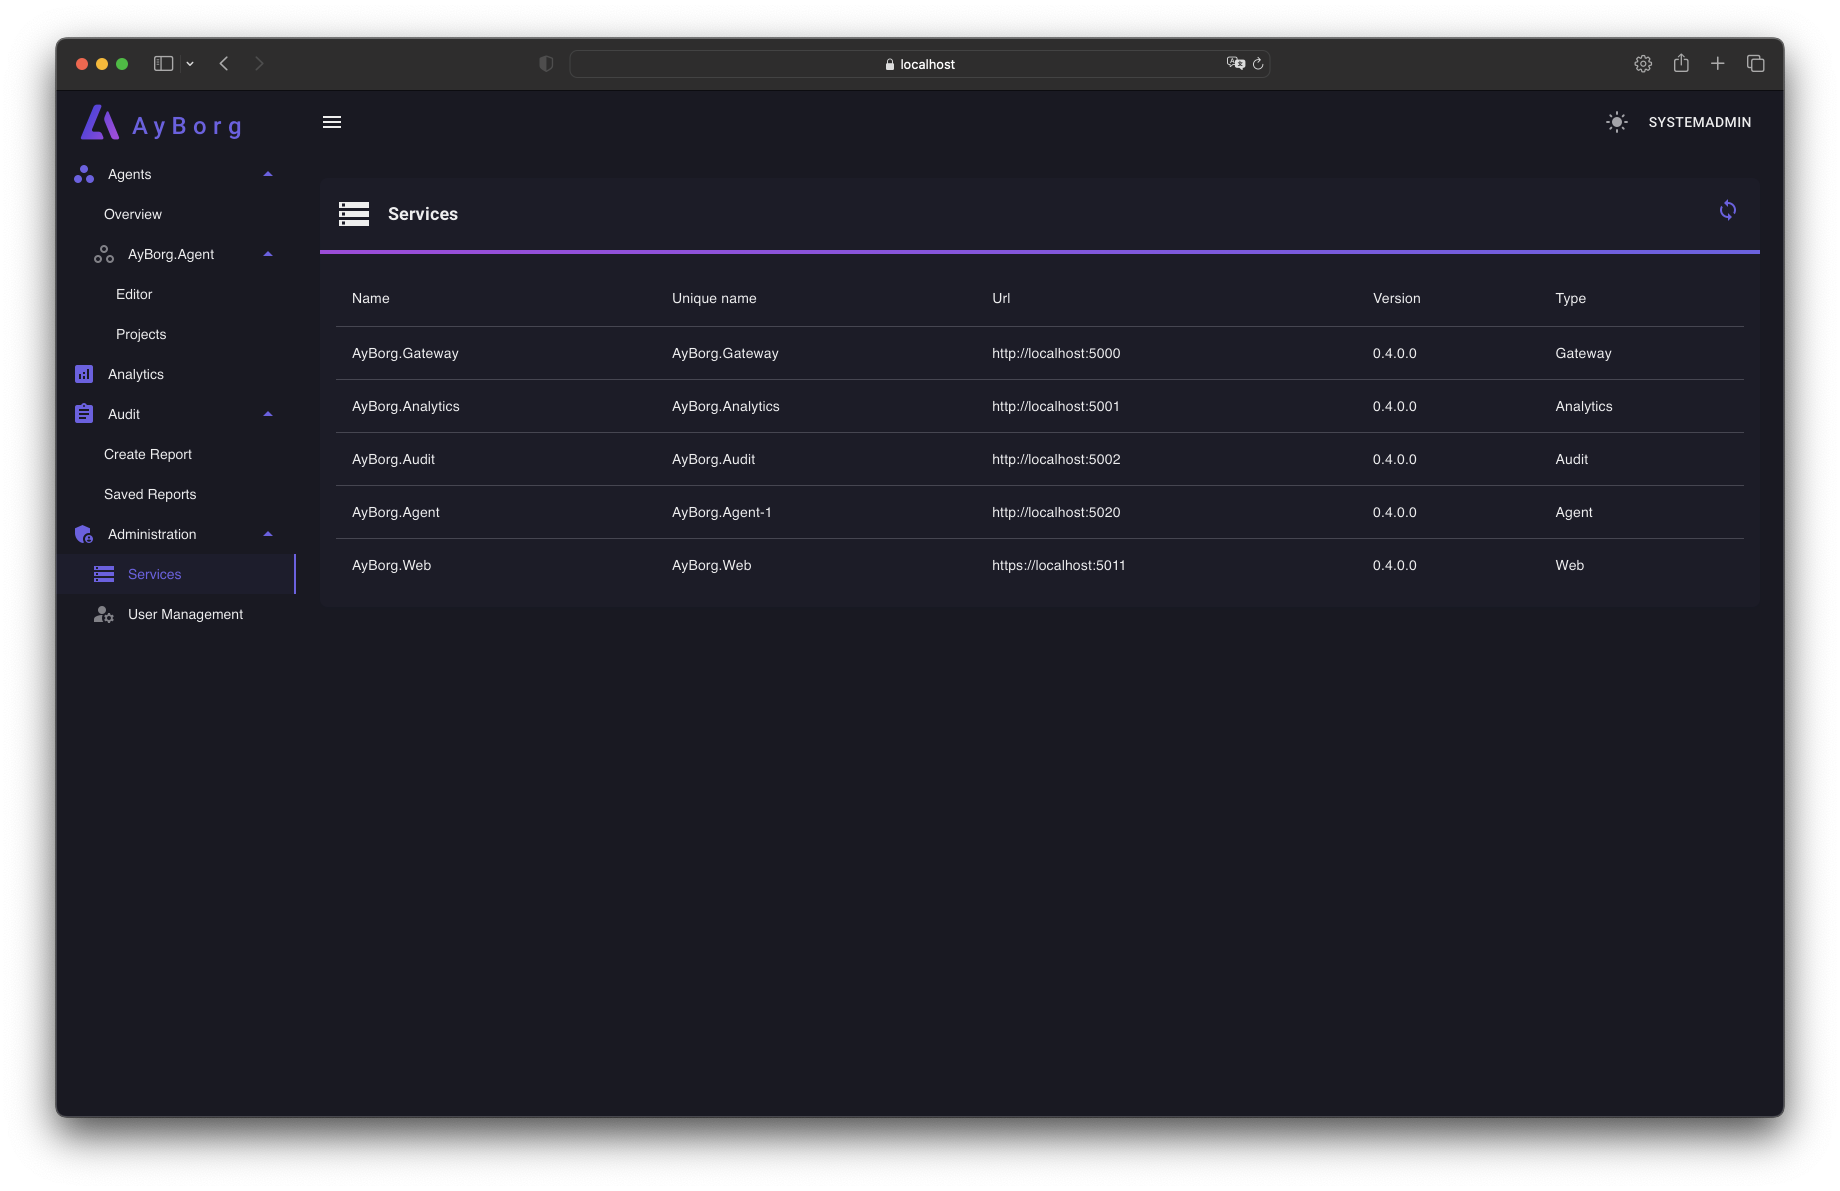 localhost
AyBorg
SYSTEMADMIN
Agents
Overview
AyBorg.Agent
Editor
Projects
Analytics
Audit
Create Report
Saved Reports
Administration
Services
User Management
Services
Name Unique name Url Version Type
AyBorg.Gateway AyBorg.Gateway http://localhost:5000 0.4.0.0 Gateway
AyBorg.Analytics AyBorg.Analytics http://localhost:5001 0.4.0.0 Analytics
AyBorg.Audit AyBorg.Audit http://localhost:5002 0.4.0.0 Audit
AyBorg.Agent AyBorg.Agent-1 http://localhost:5020 0.4.0.0 Agent
AyBorg.Web AyBorg.Web https://localhost:5011 0.4.0.0 Web